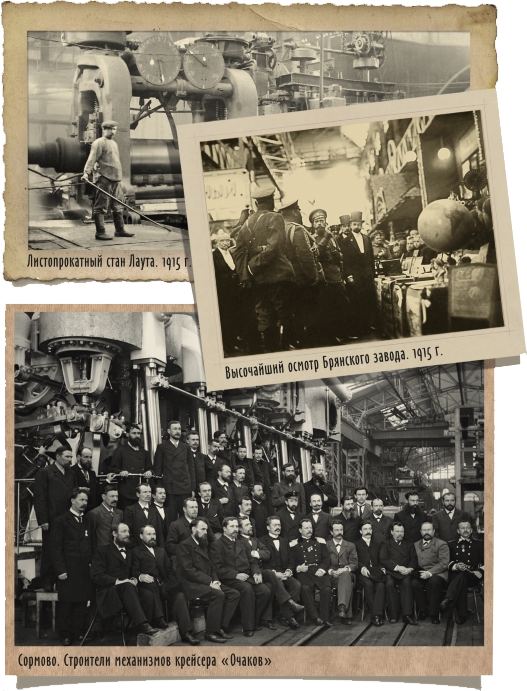 Листопрокатный стан Лаута. 1915 г.
Высочайший осмотр Брянского завода. 1915 г.
Сормово. Строители механизмов крейсера «Очаков»